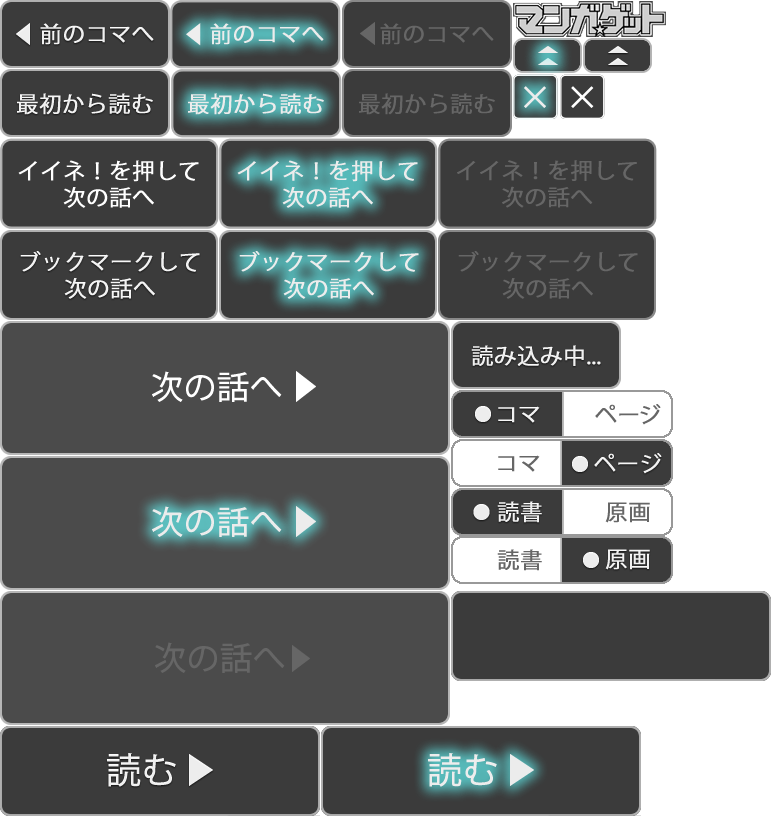 前のコマへ
前のコマへ
前のコマへ
マンガ☆ゲット
最初から読む
最初から読む
最初から読む
イイネ！を押して
次の話へ
イイネ！を押して
次の話へ
イイネ！を押して
次の話へ
ブックマークして
次の話へ
ブックマークして
次の話へ
ブックマークして
次の話へ
次の話へ
読み込み中...
コマ ページ
コマ ページ
次の話へ
読書 原画
読書 原画
次の話へ
読む
読む